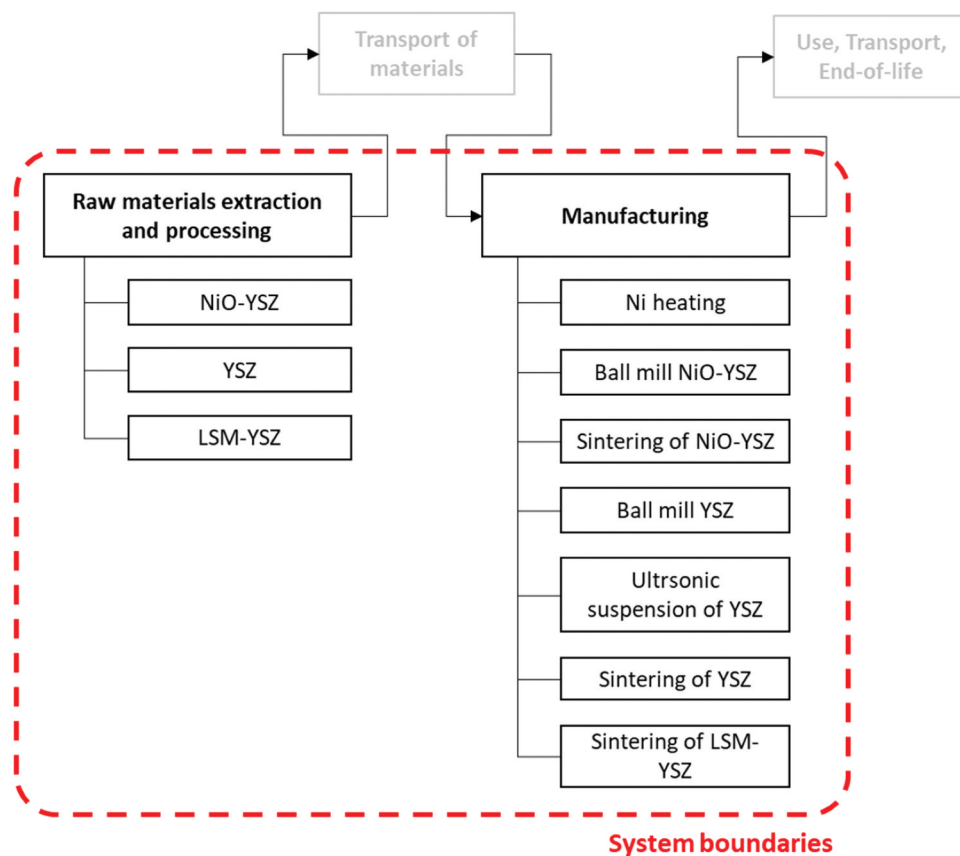 Transport of
materials
Use, Transport,
End-of-life
Raw materials extraction
and processing
NiO-YSZ
YSZ
LSM-YSZ
Manufacturing
Ni heating
Ball mill NiO-YSZ
Sintering of NiO-YSZ
Ball mill YSZ
Ultrsonic
suspension of YSZ
Sintering of YSZ
Sintering of LSM-
YSZ
System boundaries